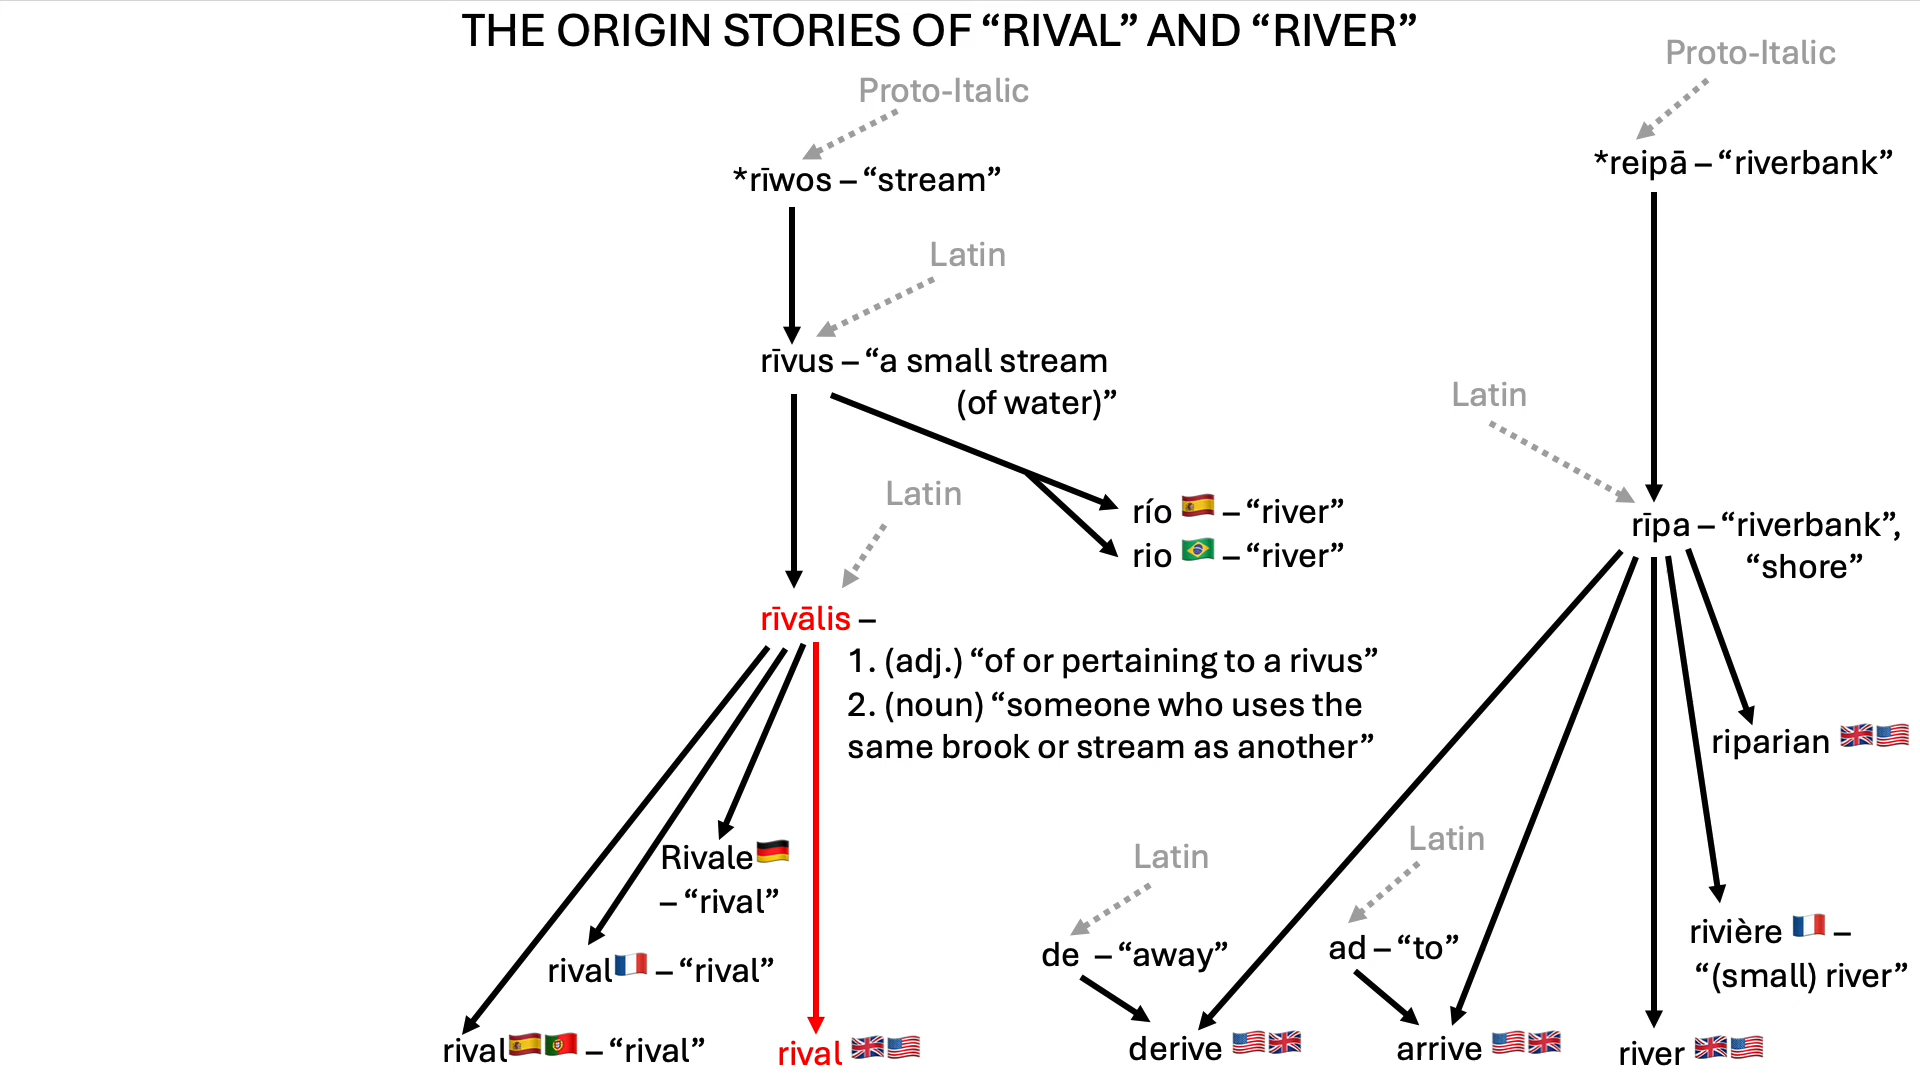 THE ORIGIN STORIES OF “RIVAL” AND “RIVER”
Proto-Italic
*rīwos – “stream”
Latin
rīvus – “a small stream
(of water)”
río – “river”
rio – “river”
Latin
rīvālis –
1. (adj.) “of or pertaining to a rivus”
2. (noun) “someone who uses the
same brook or stream as another”
Rivale
– “rival”
rival – “rival”
rival – “rival”
rival
Proto-Italic
*reipā – “riverbank”
Latin
rīpa – “riverbank”,
“shore”
riparian
rivière –
“(small) river”
Latin
de – “away”
Latin
ad – “to”
derive
arrive
river